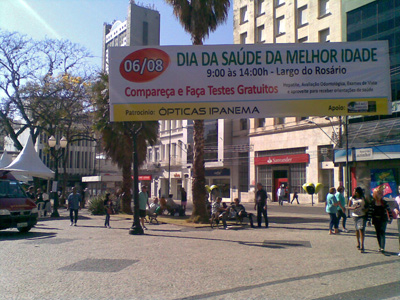 06/08
DIA DA SAÚDE DA MELHOR IDADE
9:00 às 14:00h - Largo do Rosário
Compareça e Faça Testes Gratuitos
Patrocínio: ÓPTICAS IPANEMA
Apoio:
Santander